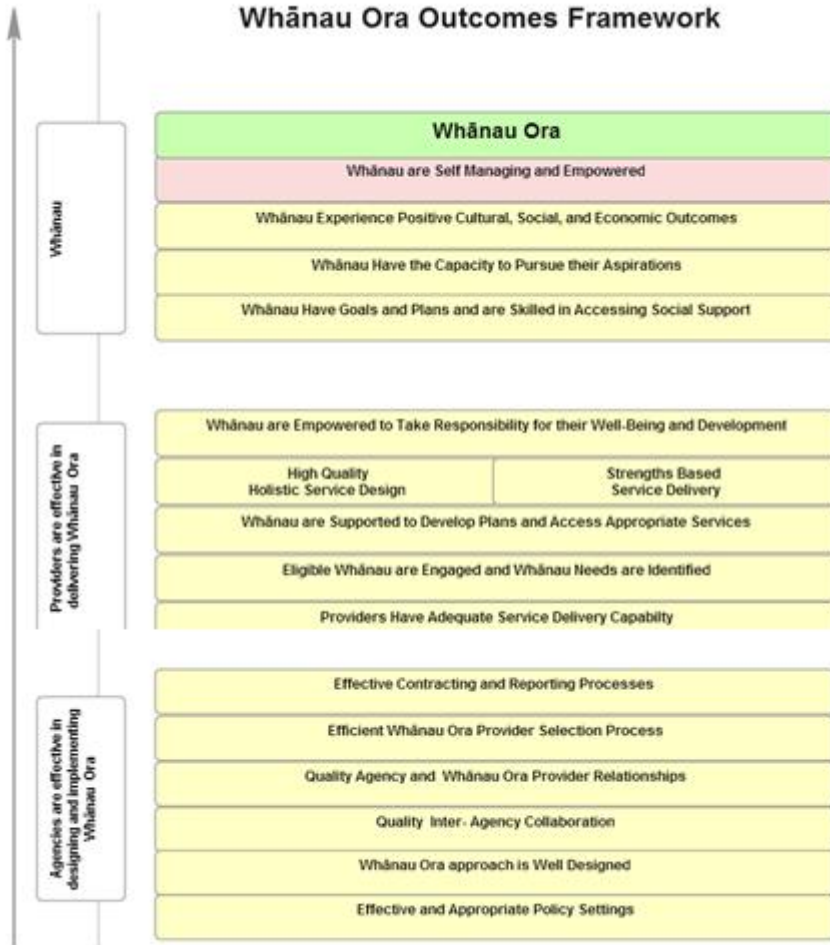 Whānau Ora Outcomes Framework
Whānau
Whānau Ora
Whānau are Self Managing and Empowered
Whānau Experience Positive Cultural, Social, and Economic Outcomes
Whānau Have the Capacity to Pursue their Aspirations
Whānau Have Goals and Plans and are Skilled in Accessing Social Support
Providers are effective in
delivering Whānau Ora
Whānau are Empowered to Take Responsibility for their Well-Being and Development
High Quality
Holistic Service Design
Strengths Based
Service Delivery
Whānau are Supported to Develop Plans and Access Appropriate Services
Eligible Whānau are Engaged and Whānau Needs are Identified
Providers Have Adequate Service Delivery Capabilty
Agencies are effective in
designing and implementing
Whānau Ora
Effective Contracting and Reporting Processes
Efficient Whānau Ora Provider Selection Process
Quality Agency and Whānau Ora Provider Relationships
Quality Inter- Agency Collaboration
Whānau Ora approach is Well Designed
Effective and Appropriate Policy Settings